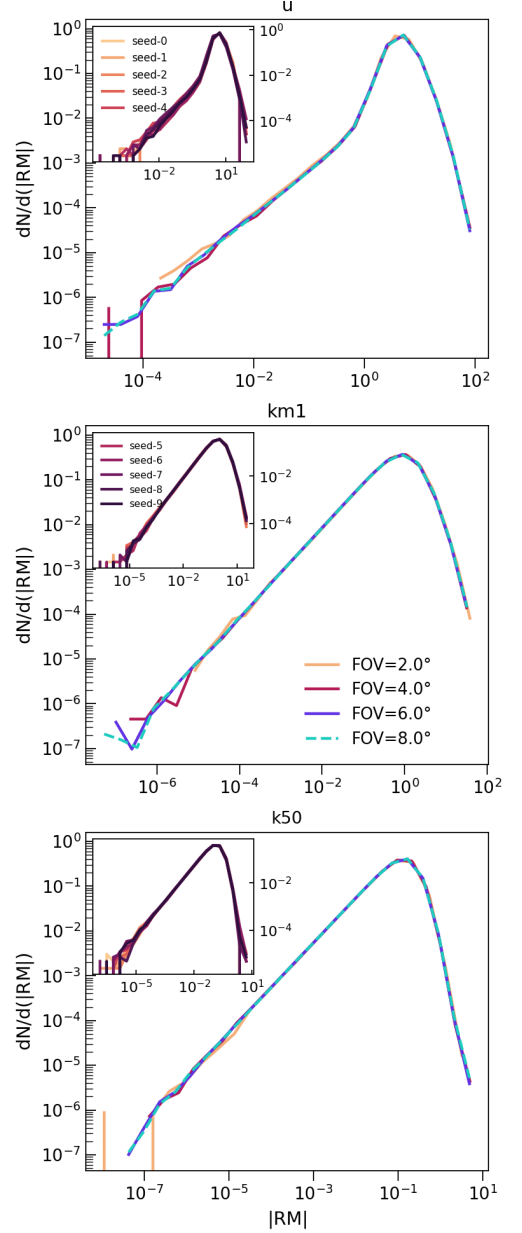 u
dN/d(|RM|)
10⁰
10⁻¹
10⁻²
10⁻³
10⁻⁴
10⁻⁵
10⁻⁶
10⁻⁷
seed-0
seed-1
seed-2
seed-3
seed-4
10⁰
10⁻²
10⁻⁴
10⁻² 10¹
10⁻⁴ 10⁻² 10⁰ 10²
km1
dN/d(|RM|)
10⁰
10⁻¹
10⁻²
10⁻³
10⁻⁴
10⁻⁵
10⁻⁶
10⁻⁷
seed-5
seed-6
seed-7
seed-8
seed-9
10⁻²
10⁻⁴
10⁻⁵ 10⁻² 10¹
FOV=2.0°
FOV=4.0°
FOV=6.0°
FOV=8.0°
10⁻⁶ 10⁻⁴ 10⁻² 10⁰ 10²
k50
dN/d(|RM|)
10⁰
10⁻¹
10⁻²
10⁻³
10⁻⁴
10⁻⁵
10⁻⁶
10⁻⁷
10⁻²
10⁻⁴
10⁻⁵ 10⁻² 10¹
10⁻⁷ 10⁻⁵ 10⁻³ 10⁻¹ 10¹
|RM|